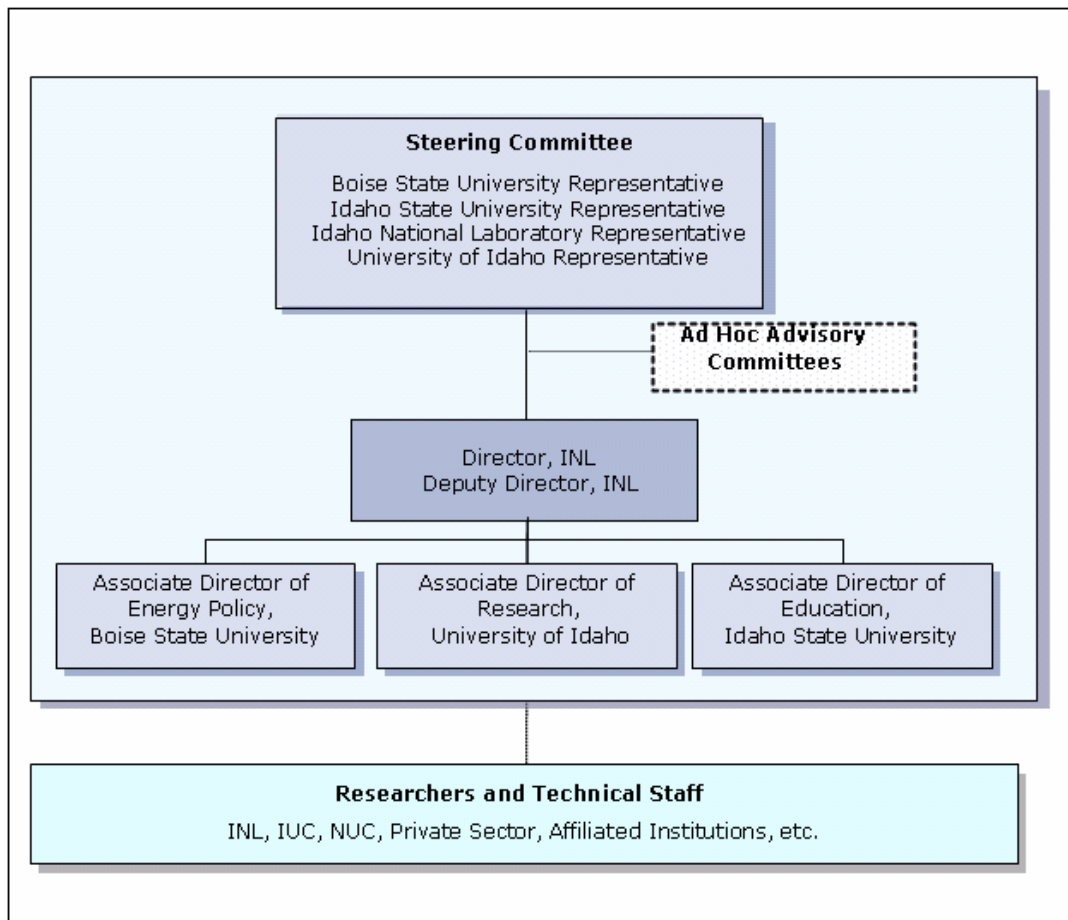 Steering Committee
Boise State University Representative
Idaho State University Representative
Idaho National Laboratory Representative
University of Idaho Representative
Ad Hoc Advisory
Committees
Director, INL
Deputy Director, INL
Associate Director of
Energy Policy,
Boise State University
Associate Director of
Research,
University of Idaho
Associate Director of
Education,
Idaho State University
Researchers and Technical Staff
INL, IUC, NUC, Private Sector, Affiliated Institutions, etc.